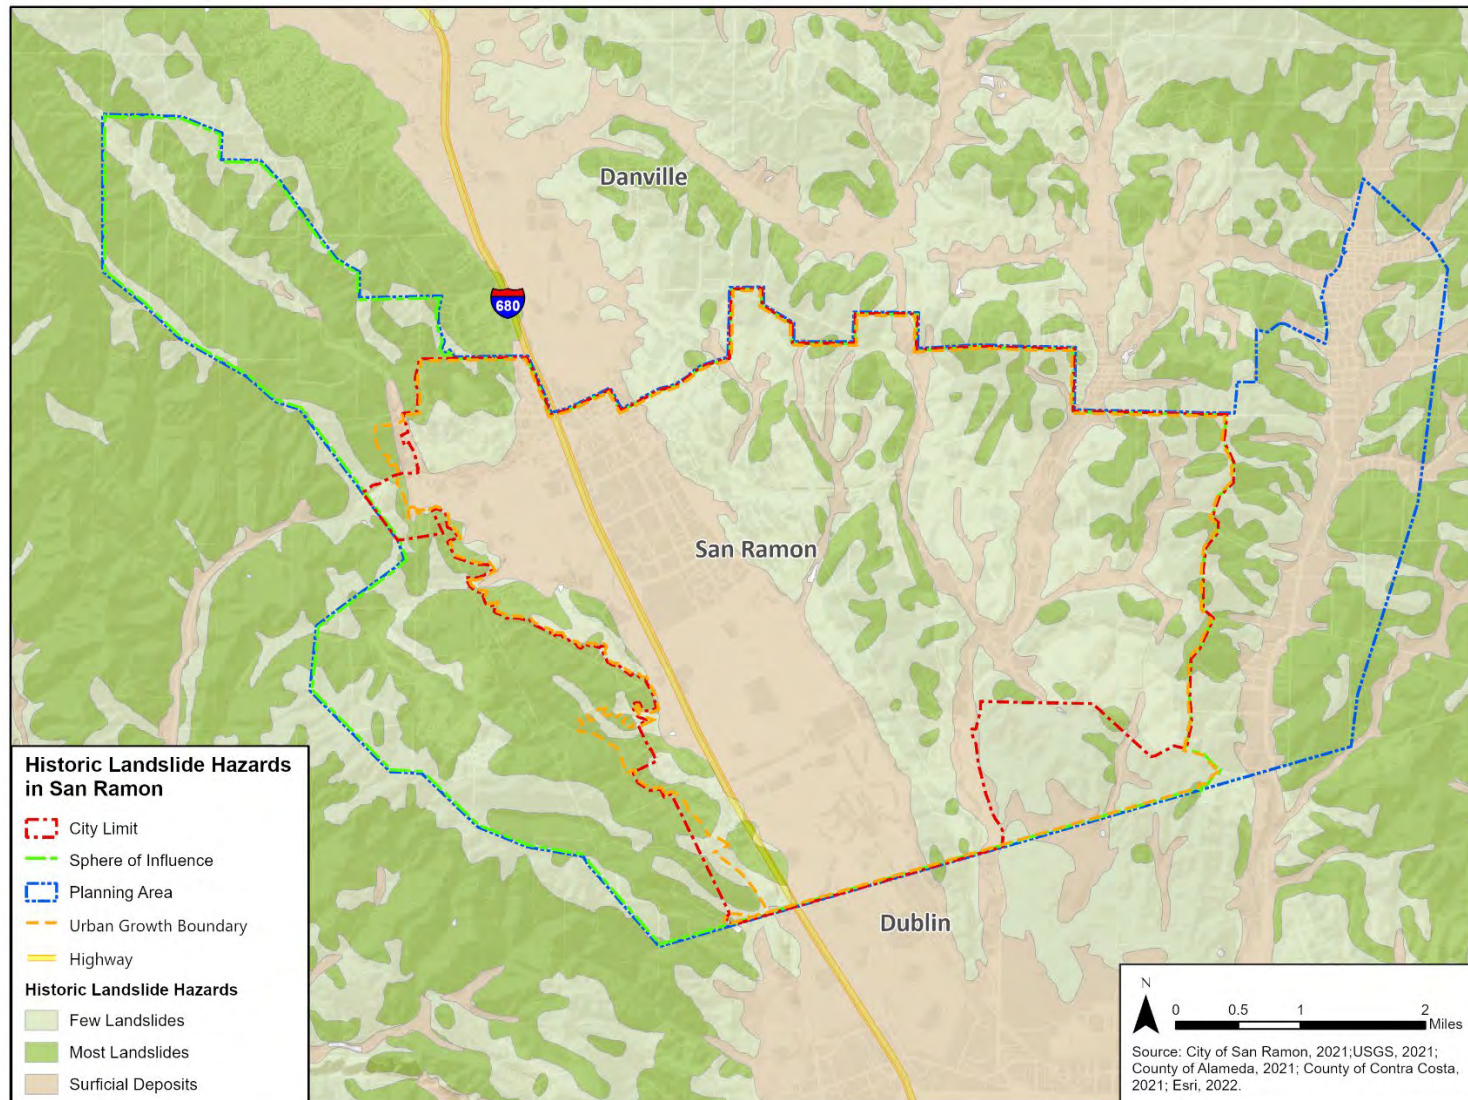 Danville
680
San Ramon
Dublin
Historic Landslide Hazards
in San Ramon
City Limit
Sphere of Influence
Planning Area
Urban Growth Boundary
Highway
Historic Landslide Hazards
Few Landslides
Most Landslides
Surficial Deposits
N
0 0.5 1 2
Miles
Source: City of San Ramon, 2021;USGS, 2021;
County of Alameda, 2021; County of Contra Costa,
2021; Esri, 2022.